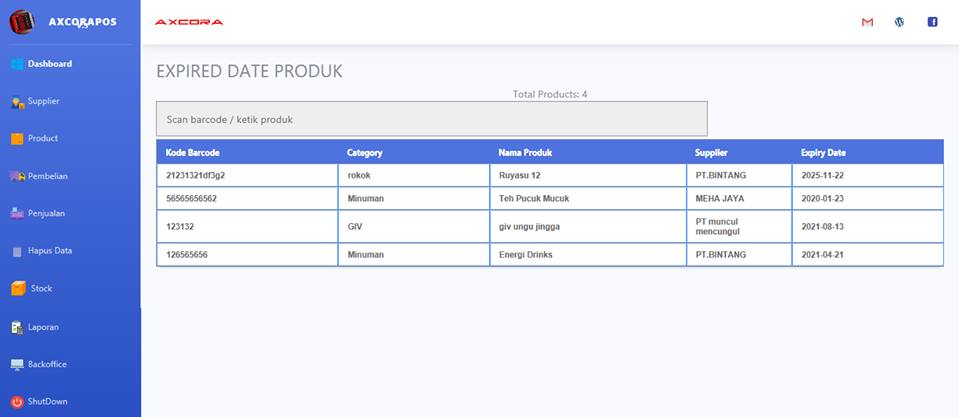 AXCORAPOS
AXCORA
Dashboard
Supplier
Product
Pembelian
Penjualan
Hapus Data
Stock
Laporan
Backoffice
ShutDown
EXPIRED DATE PRODUK
Total Products: 4
Scan barcode / ketik produk
Kode Barcode Category Nama Produk Supplier Expiry Date
21231321df3g2 rokok Ruyasu 12 PT.BINTANG 2025-11-22
56565656562 Minuman Teh Pucuk Mucuk MEHA JAYA 2020-01-23
123132 GIV giv ungu jingga PT muncul mencungul 2021-08-13
126565656 Minuman Energi Drinks PT.BINTANG 2021-04-21